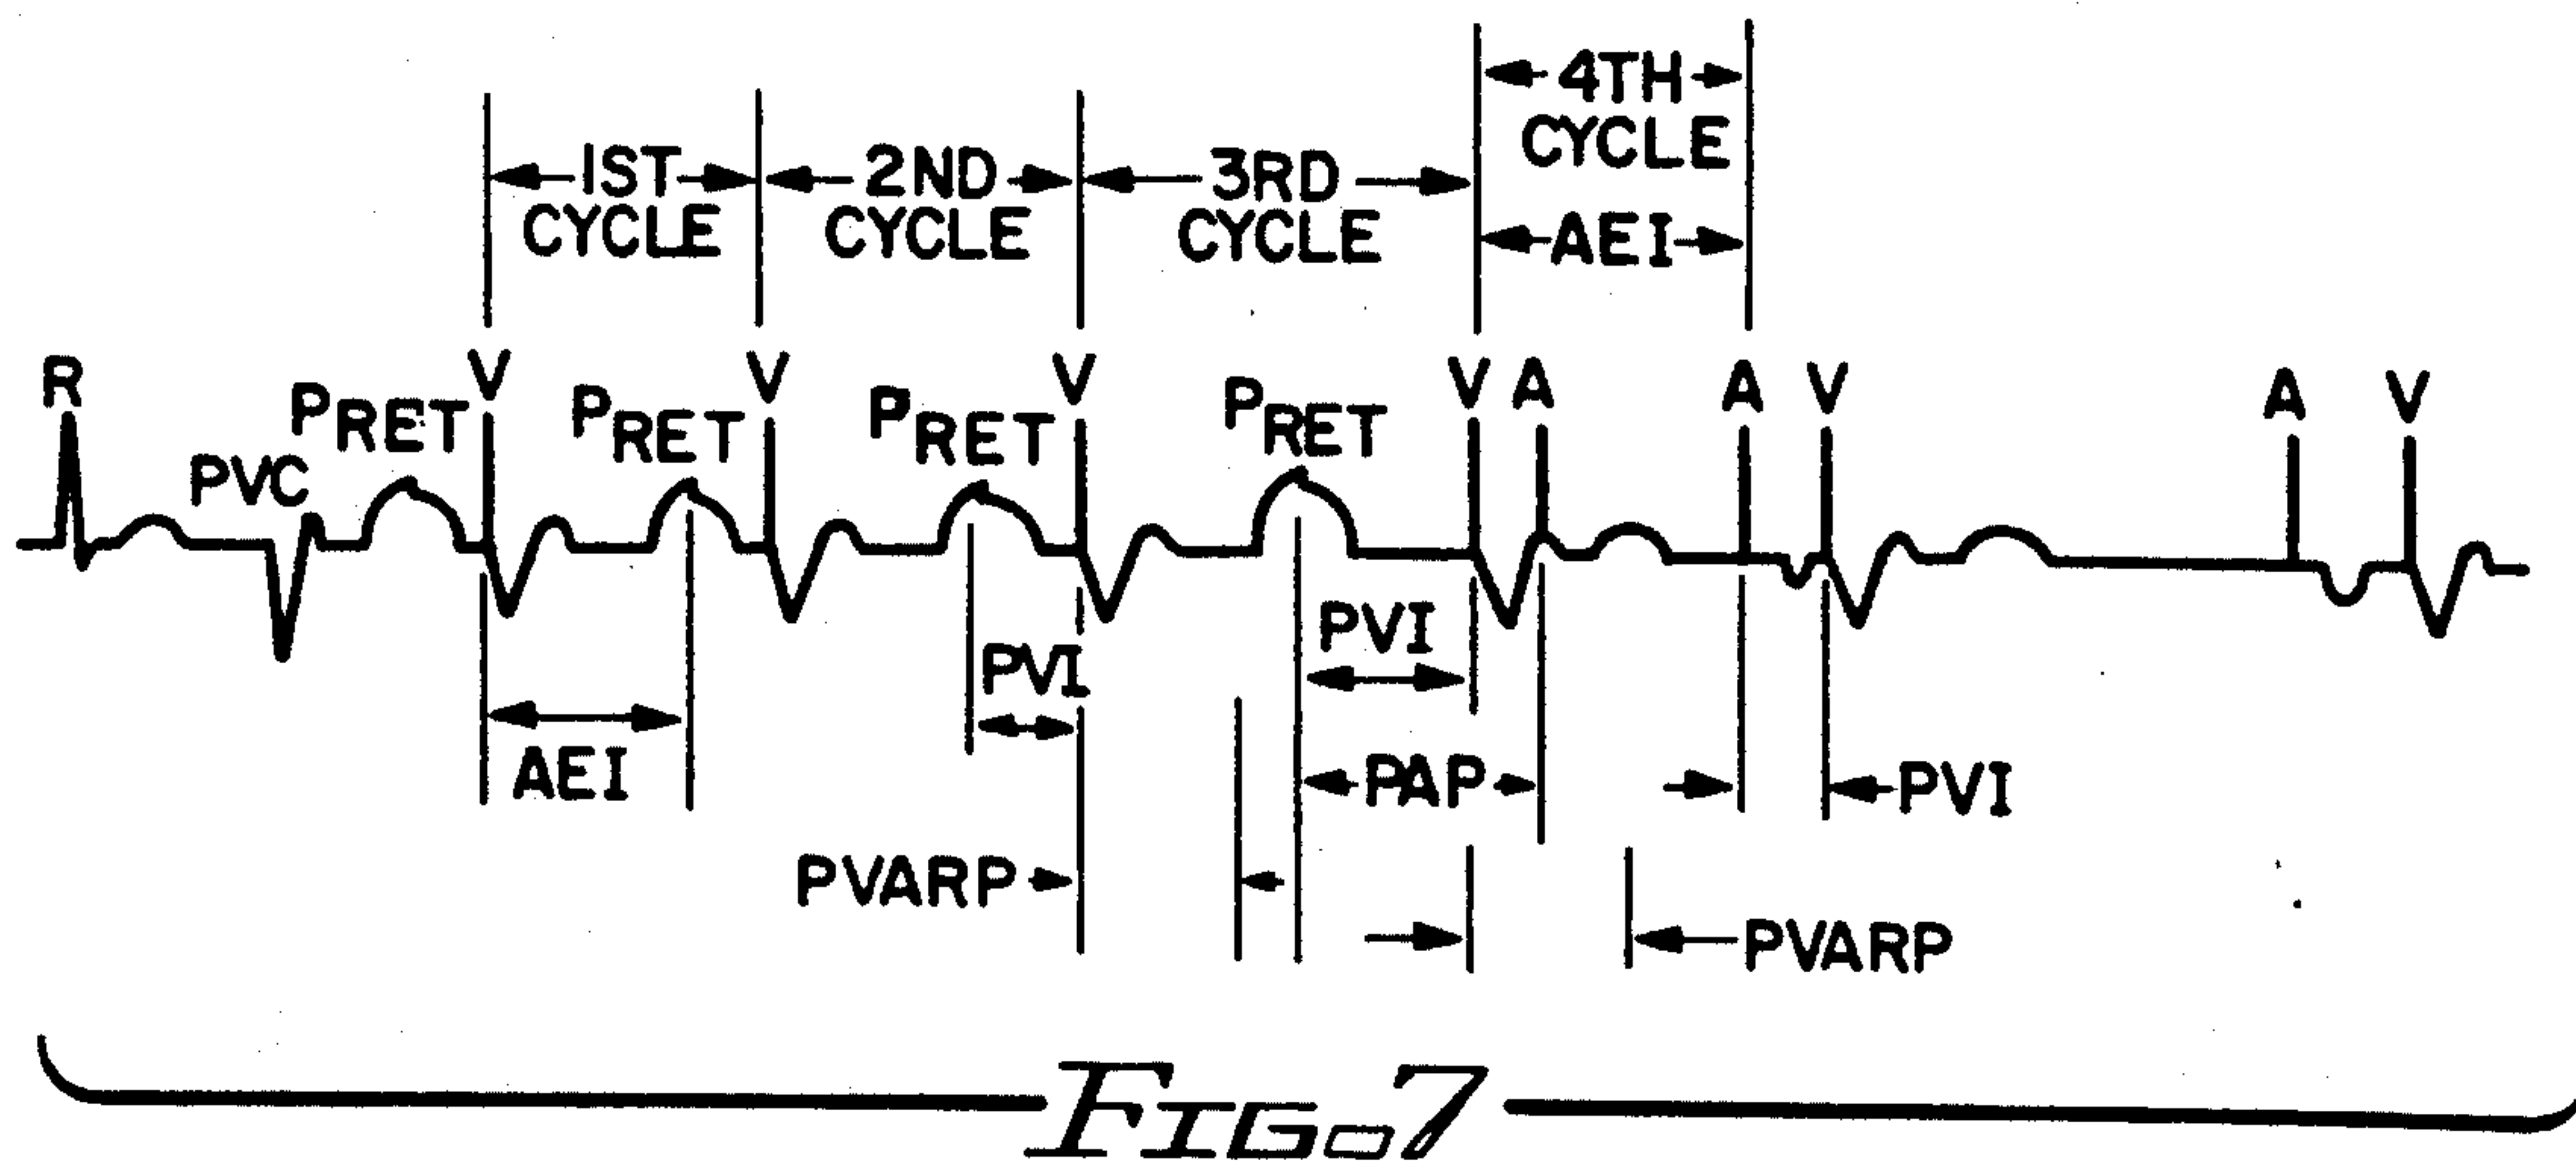 4TH
CYCLE
1ST
CYCLE
2ND
CYCLE
3RD
CYCLE
AEI
R
PVC
PRET
V
PRET
V
PRET
V
PRET
V
A
A
V
A
V
AEI
PVI
PVI
PAP
PVI
PVARP
PVARP
FIG. 7